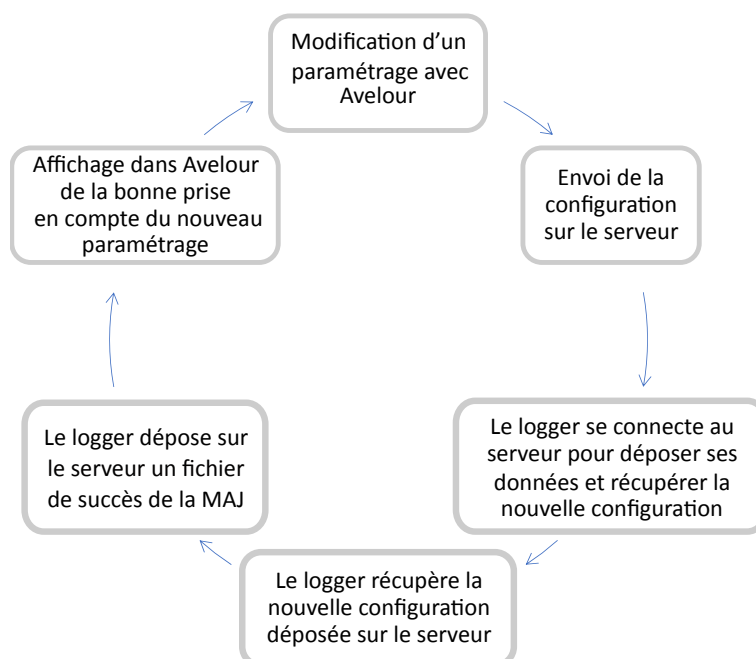 Modification d’un
paramétrage avec
Avelour
Envoi de la
configuration
sur le serveur
Le logger se connecte au
serveur pour déposer ses
données et récupérer la
nouvelle configuration
Le logger récupère la
nouvelle configuration
déposée sur le serveur
Le logger dépose sur
le serveur un fichier
de succès de la MAJ
Affichage dans Avelour
de la bonne prise
en compte du nouveau
paramétrage